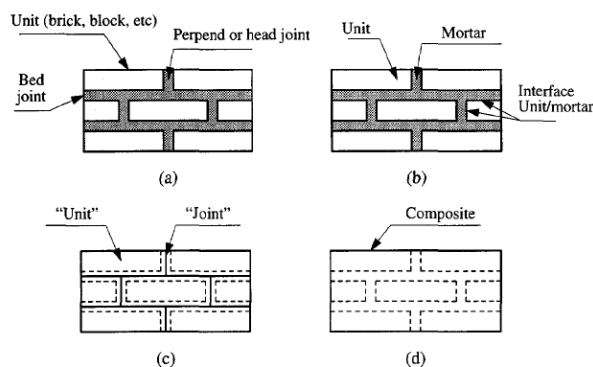 Unit (brick, block, etc)
Perpend or head joint
Bed
joint
(a)
Unit
Mortar
Interface
Unit/mortar
(b)
“Unit”
“Joint”
(c)
Composite
(d)